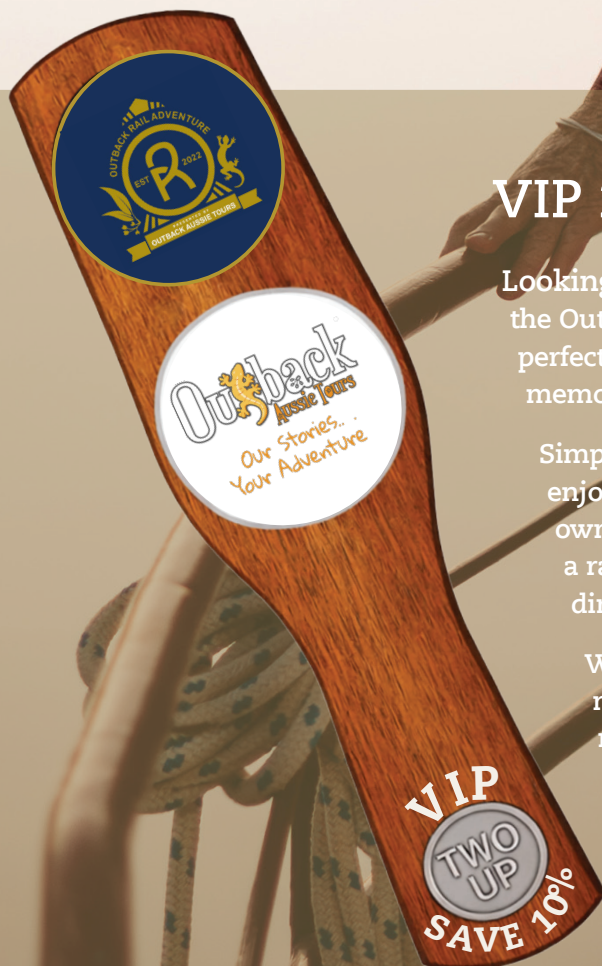 OUTBACK RAIL ADVENTURE
EST 2022
OUTBACK AUSSIE TOURS
Outback
Aussie Tours
Our Stories...
Your Adventure
VIP
TWO
UP
SAVE 10%
VIP
Looking
the Out
perfect
memo
Simp
enjo
own
a ra